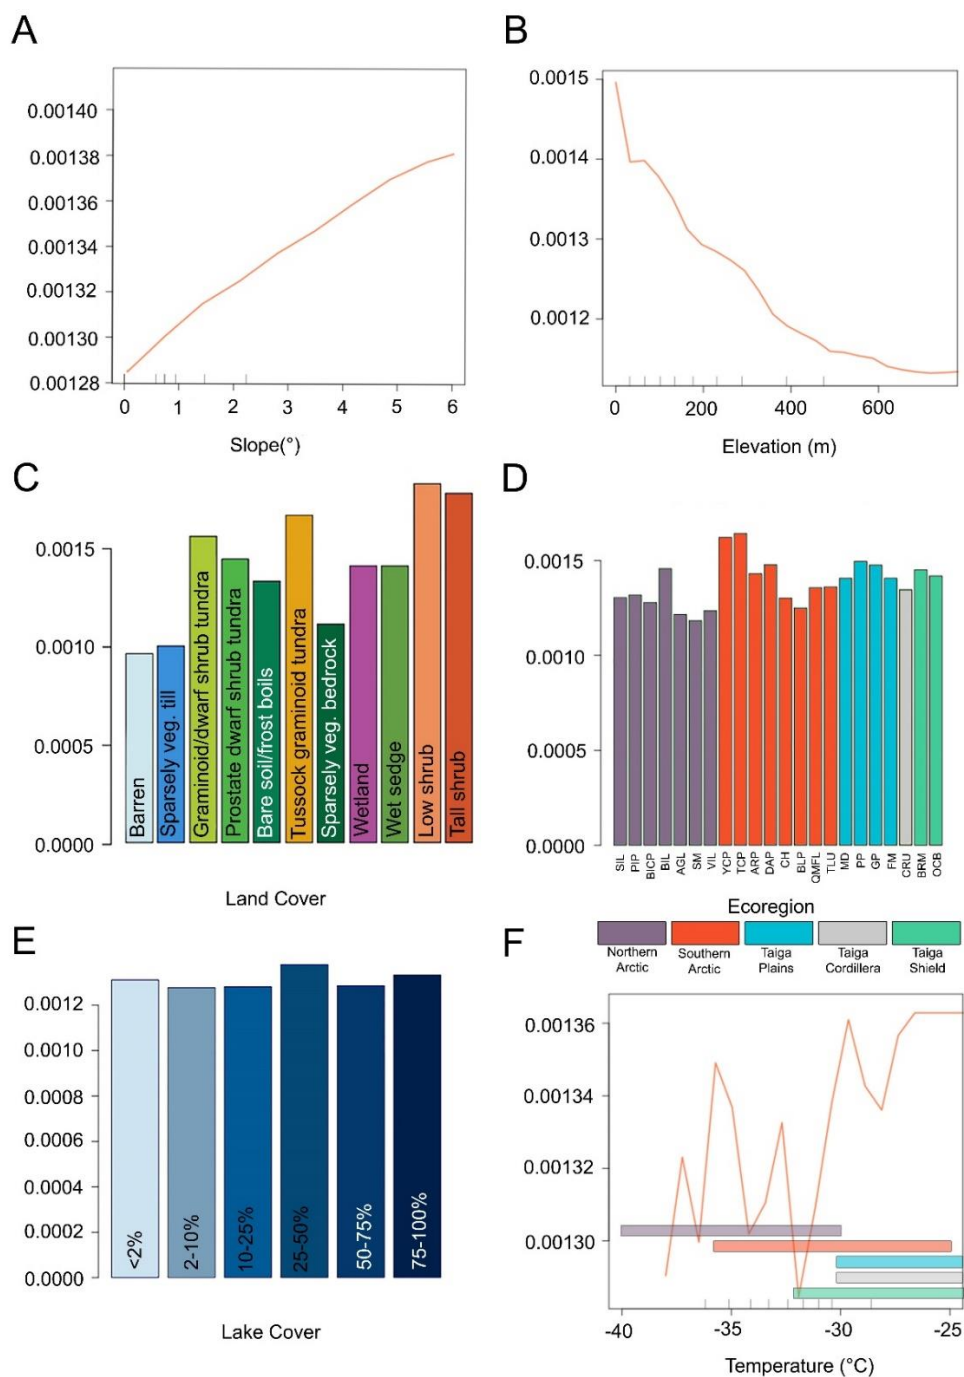 A
0.00140
0.00138
0.00136
0.00134
0.00132
0.00130
0.00128
0 1 2 3 4 5 6
Slope(°)
B
0.0015
0.0014
0.0013
0.0012
0 200 400 600
Elevation (m)
C
0.0015
0.0010
0.0005
0.0000
Barren
Sparsely veg. till
Graminoid/dwarf shrub tundra
Prostate dwarf shrub tundra
Bare soil/frost boils
Tussock graminoid tundra
Sparsely veg. bedrock
Wetland
Wet sedge
Low shrub
Tall shrub
Land Cover
D
0.0015
0.0010
0.0005
0.0000
SIL
PIP
BICP
BIL
AGL
SM
VIL
YCP
TCP
ARP
DAP
CH
BLP
QMFL
TLU
MD
PP
GP
FM
CRU
BRM
OCB
Ecoregion
Northern
Arctic
Southern
Arctic
Taiga
Plains
Taiga
Cordillera
Taiga
Shield
E
0.0012
0.0010
0.0008
0.0006
0.0004
0.0002
0.0000
<2%
2-10%
10-25%
25-50%
50-75%
75-100%
Lake Cover
F
0.00136
0.00134
0.00132
0.00130
-40 -35 -30 -25
Temperature (°C)